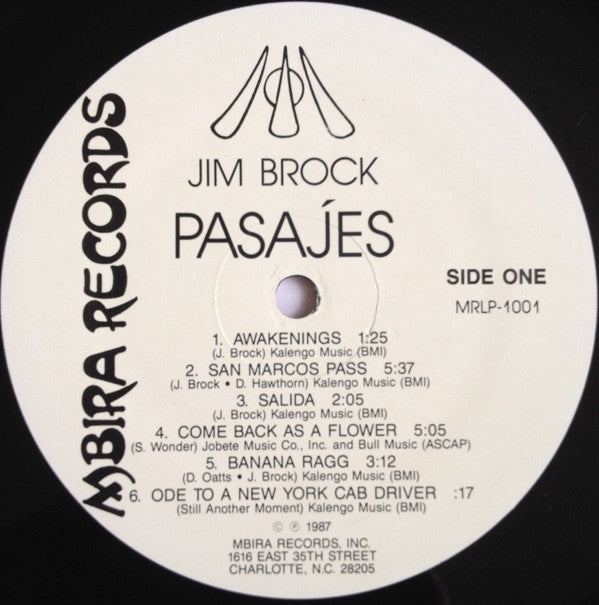 MBIRA RECORDS
JIM BROCK
PASAJ́ES
SIDE ONE
MRLP-1001
1. AWAKENINGS 1:25
(J. Brock) Kalengo Music (BMI)
2. SAN MARCOS PASS 5:37
(J. Brock • D. Hawthorn) Kalengo Music (BMI)
3. SALIDA 2:05
(J. Brock) Kalengo Music (BMI)
4. COME BACK AS A FLOWER 5:05
(S. Wonder) Jobete Music Co., Inc. and Bull Music (ASCAP)
5. BANANA RAGG 3:12
(D. Oatts • J. Brock) Kalengo Music (BMI)
6. ODE TO A NEW YORK CAB DRIVER :17
(Still Another Moment) Kalengo Music (BMI)
© ℗ 1987
MBIRA RECORDS, INC.
1616 EAST 35TH STREET
CHARLOTTE, N.C. 28205